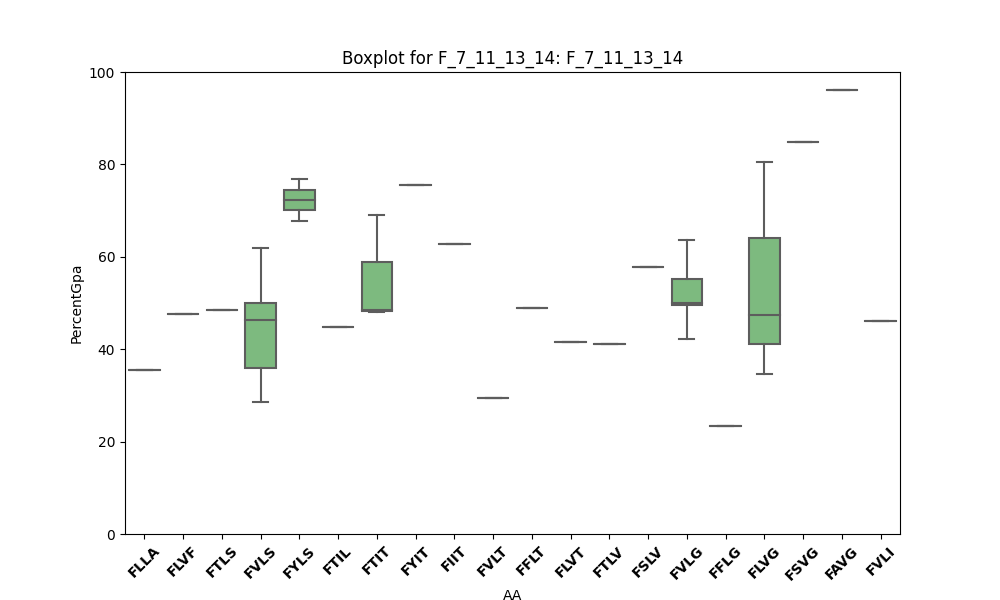 Boxplot for F_7_11_13_14: F_7_11_13_14
PercentGpa
100
80
60
40
20
0
FLLA FLVF FTLS FVLS FYLS FTIL FTIT FYIT FIIT FVLT FFLT FLVT FTLV FSLV FVLG FFLG FLVG FSVG FAVG FVLI
AA